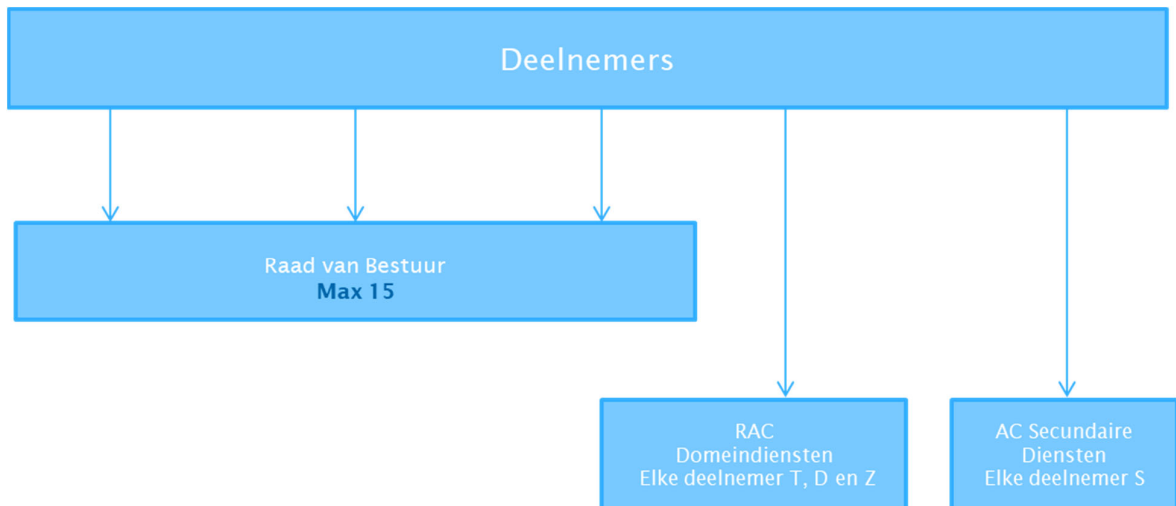 Deelnemers
Raad van Bestuur
Max 15
RAC
Domeindiensten
Elke deelnemer T, D en Z
AC Secundaire
Diensten
Elke deelnemer S